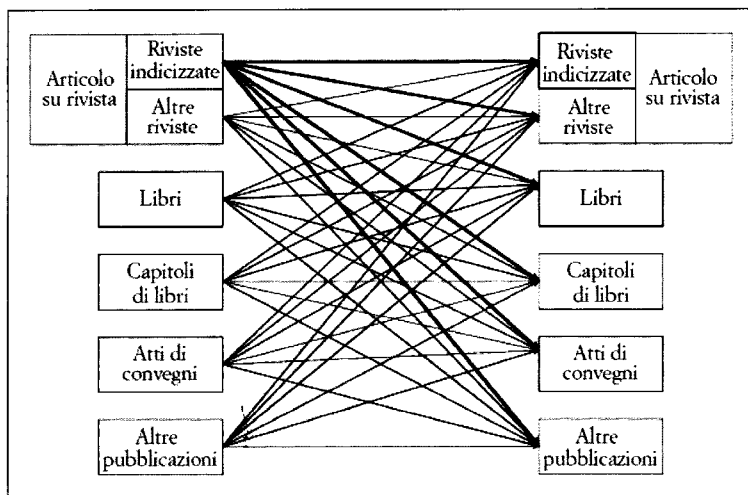 Articolo
su rivista
Riviste
indicizzate
Altre
riviste
Libri
Capitoli
di libri
Atti di
convegni
Altre
pubblicazioni
Riviste
indicizzate
Altre
riviste
Articolo
su rivista
Libri
Capitoli
di libri
Atti di
convegni
Altre
pubblicazioni